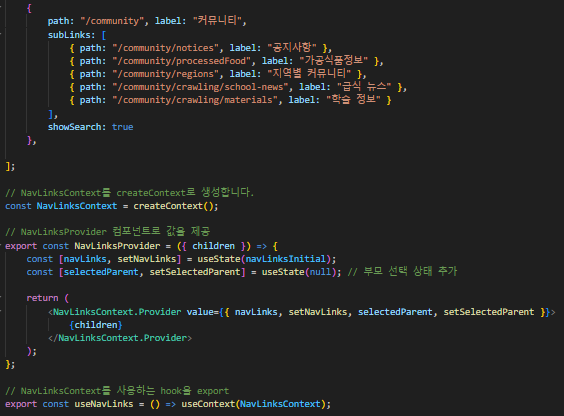 {
path: "/community", label: "커뮤니티",
subLinks: [
{ path: "/community/notices", label: "공지사항" },
{ path: "/community/processedFood", label: "가공식품정보" },
{ path: "/community/regions", label: "지역별 커뮤니티" },
{ path: "/community/crawling/school-news", label: "급식 뉴스" },
{ path: "/community/crawling/materials", label: "학술 정보" }
],
showSearch: true
},
];
// NavLinksContext를 createContext로 생성합니다.
const NavLinksContext = createContext();
// NavLinksProvider 컴포넌트로 값을 제공
export const NavLinksProvider = ({ children }) => {
const [navLinks, setNavLinks] = useState(navLinksInitial);
const [selectedParent, setSelectedParent] = useState(null); // 부모 선택 상태 추가
return (
<NavLinksContext.Provider value={{ navLinks, setNavLinks, selectedParent, setSelectedParent }}>
{children}
</NavLinksContext.Provider>
);
};
// NavLinksContext를 사용하는 hook을 export
export const useNavLinks = () => useContext(NavLinksContext);